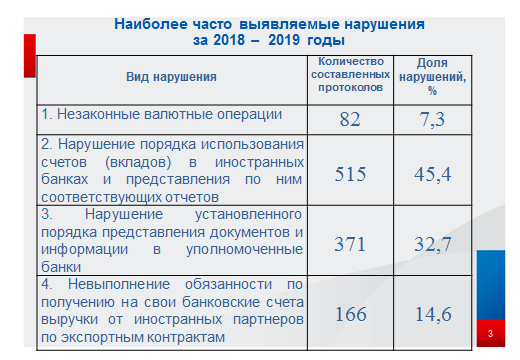 Наиболее часто выявляемые нарушения
за 2018 – 2019 годы
Вид нарушения
Количество
составленных
протоколов
Доля
нарушений,
%
1. Незаконные валютные операции
82
7,3
2. Нарушение порядка использования
счетов (вкладов) в иностранных
банках и представления по ним
соответствующих отчетов
515
45,4
3. Нарушение установленного
порядка представления документов и
информации в уполномоченные
банки
371
32,7
4. Невыполнение обязанности по
получению на свои банковские счета
выручки от иностранных партнеров
по экспортным контрактам
166
14,6
3